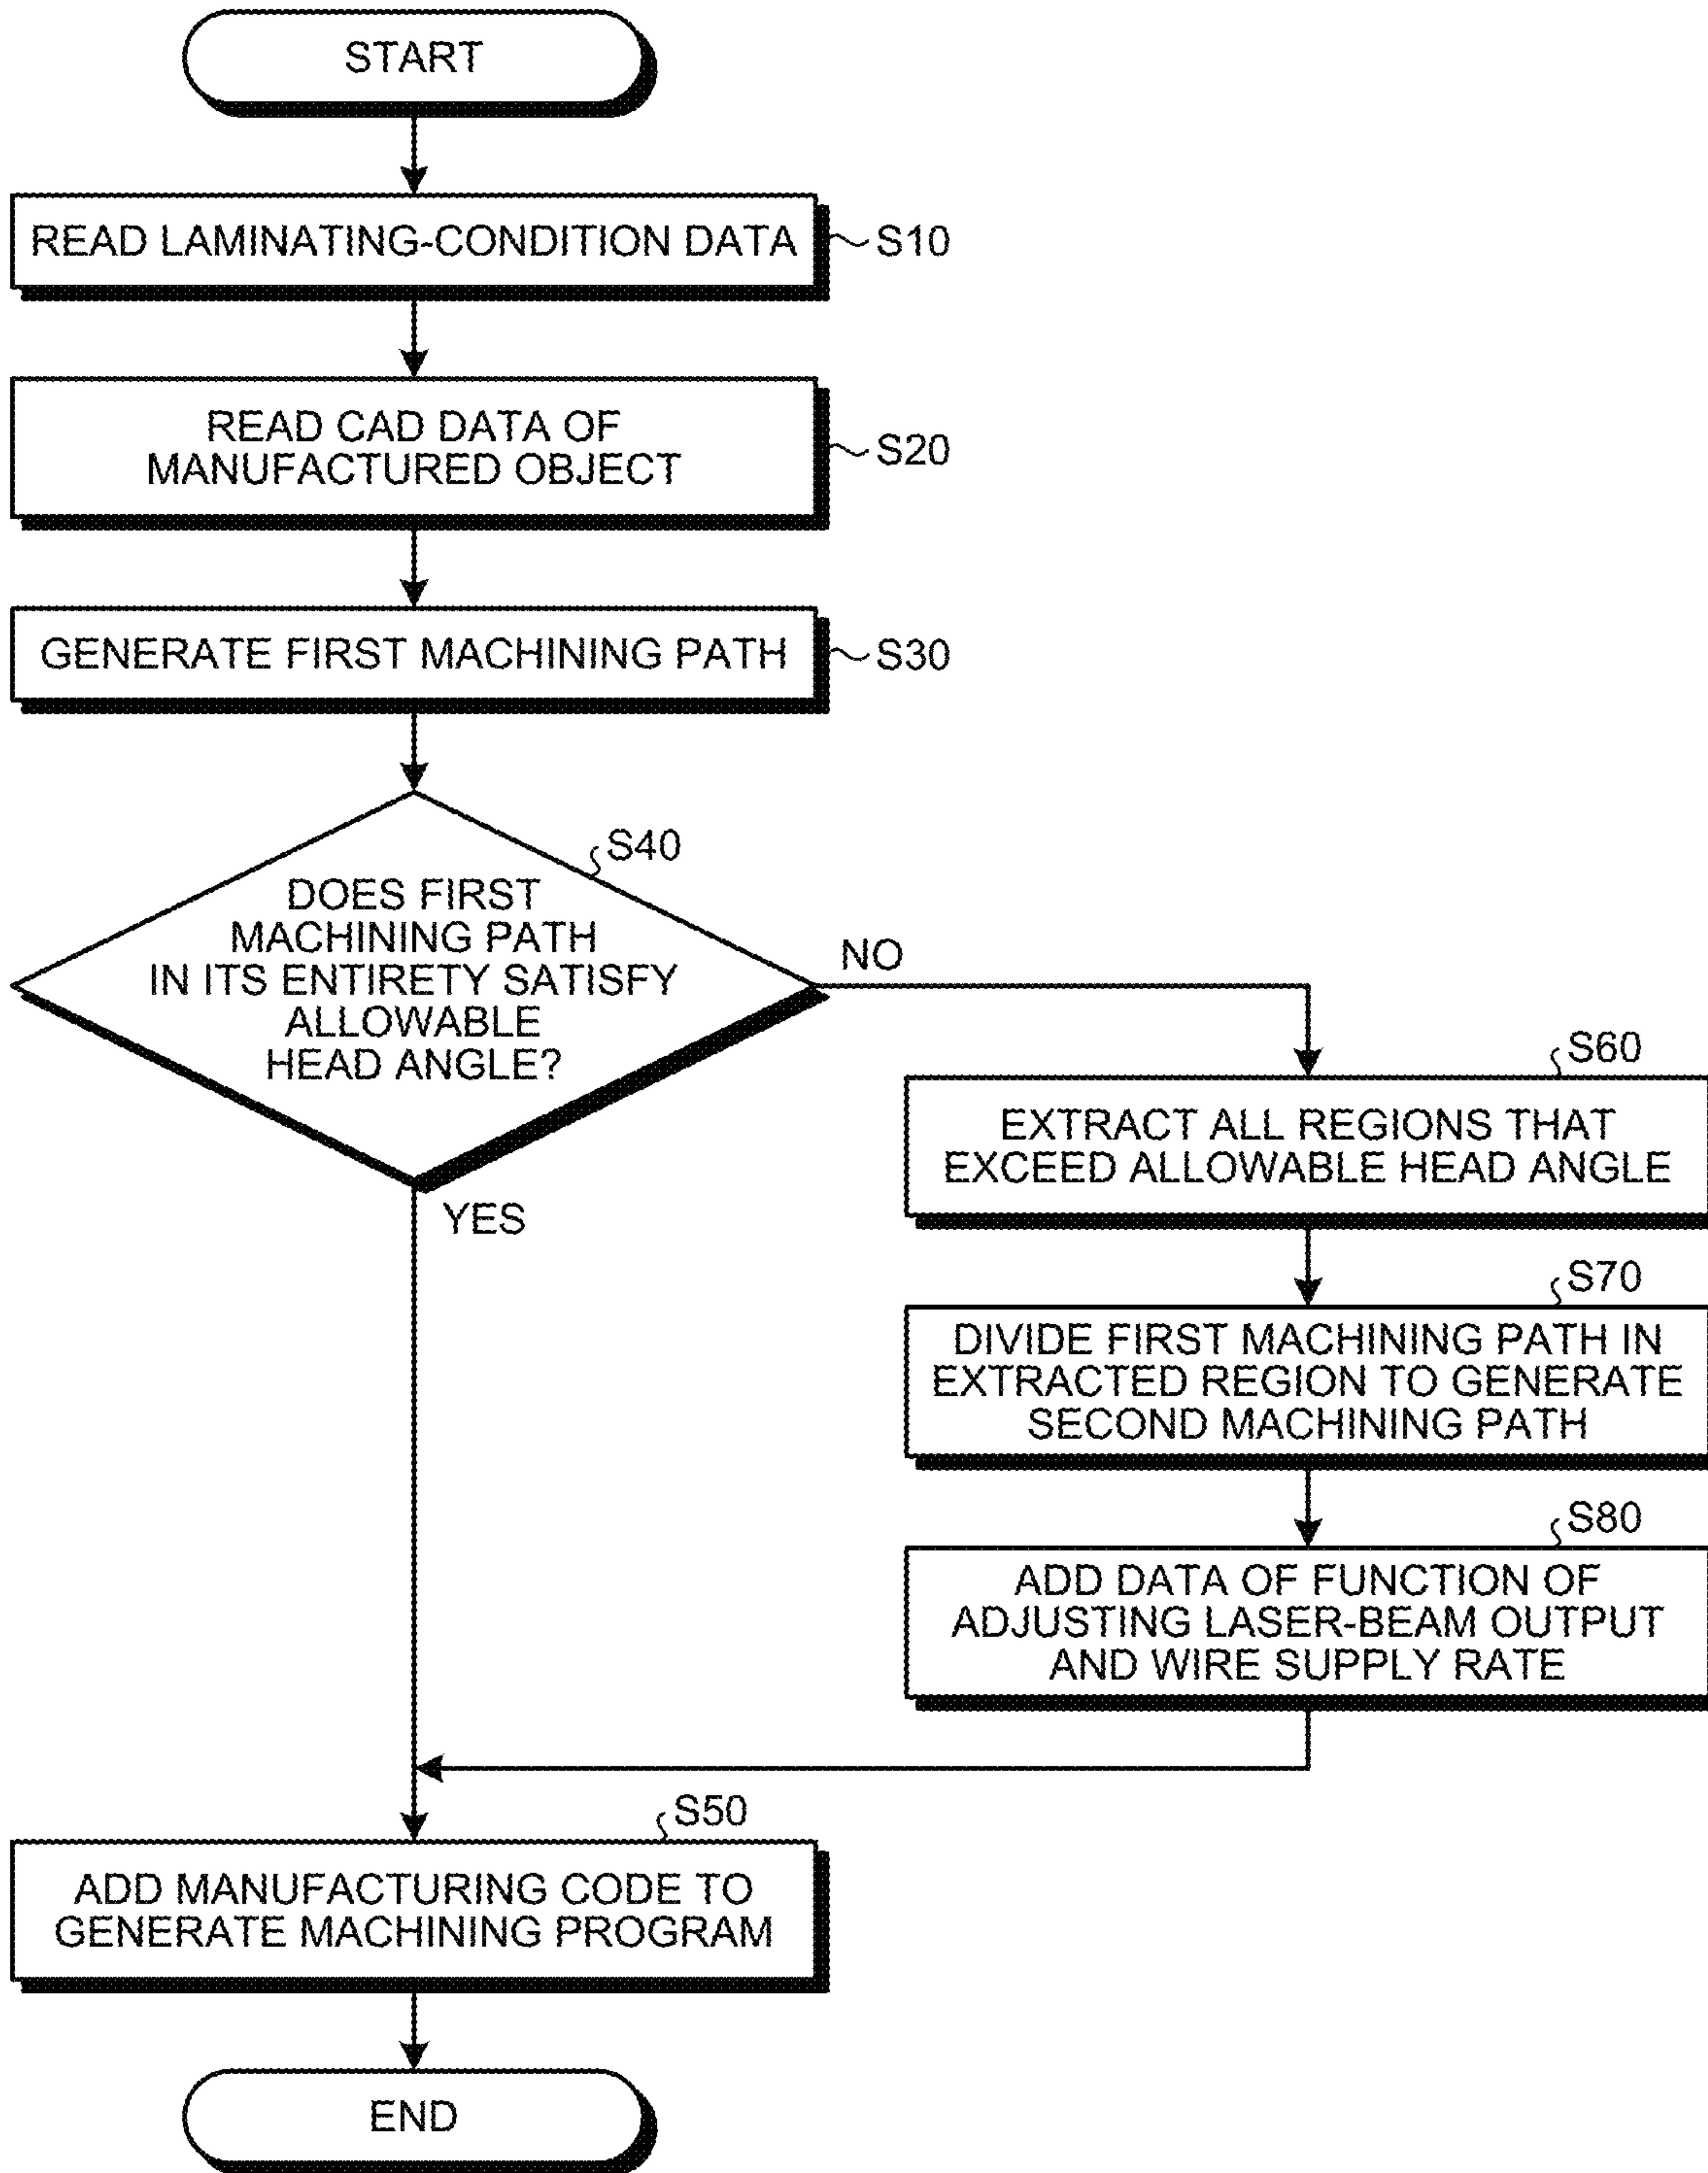 START
READ LAMINATING-CONDITION DATA
S10
READ CAD DATA OF
MANUFACTURED OBJECT
S20
GENERATE FIRST MACHINING PATH
S30
S40
DOES FIRST
MACHINING PATH
IN ITS ENTIRETY SATISFY
ALLOWABLE
HEAD ANGLE?
NO
YES
S60
EXTRACT ALL REGIONS THAT
EXCEED ALLOWABLE HEAD ANGLE
S70
DIVIDE FIRST MACHINING PATH IN
EXTRACTED REGION TO GENERATE
SECOND MACHINING PATH
S80
ADD DATA OF FUNCTION OF
ADJUSTING LASER-BEAM OUTPUT
AND WIRE SUPPLY RATE
S50
ADD MANUFACTURING CODE TO
GENERATE MACHINING PROGRAM
END